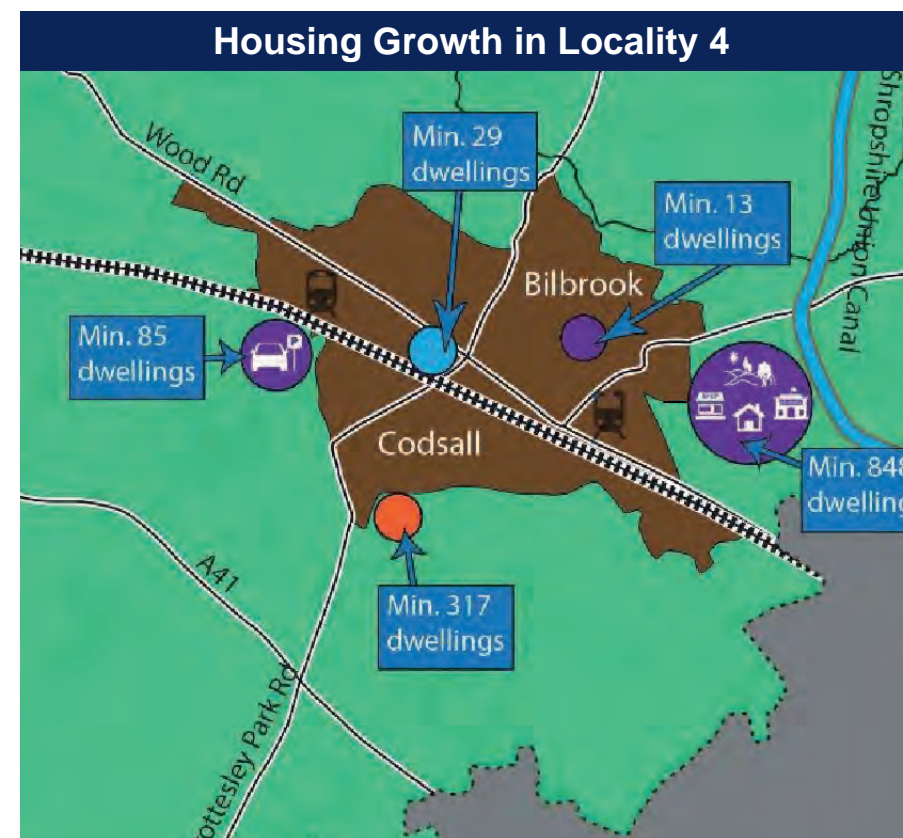 Housing Growth in Locality 4
Wood Rd
Min. 29
dwellings
Shropshire Union Canal
Min. 13
dwellings
Bilbrook
Min. 85
dwellings
SHOP
Codsall
Min. 848
dwelling
Min. 317
dwellings
A41
ottesley Park Rd